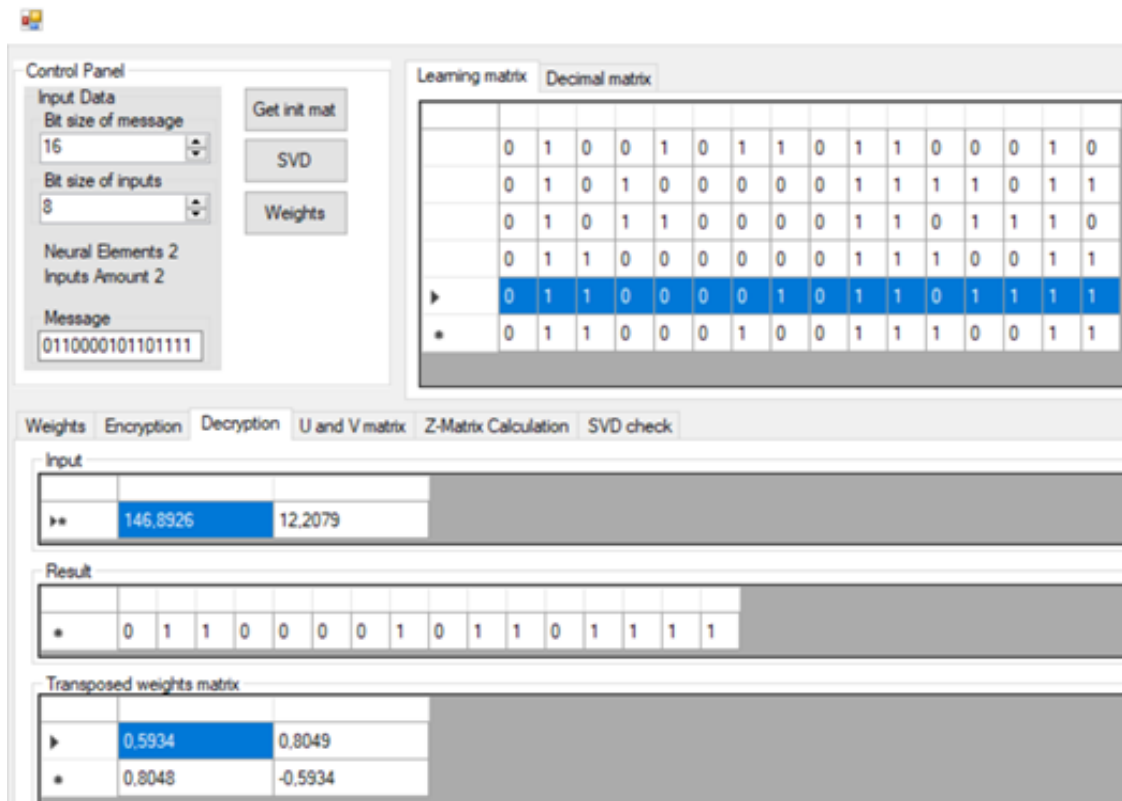 Control Panel
Input Data
Bit size of message
16
Bit size of inputs
8
Neural Elements 2
Inputs Amount 2
Message
0110000101101111
Get init mat
SVD
Weights
Learning matrix Decimal matrix
0 1 0 0 1 0 1 1 0 1 1 0 0 0 1 0
0 1 0 1 0 0 0 0 0 1 1 1 1 0 1 1
0 1 0 1 1 0 0 0 0 1 1 0 1 1 1 0
0 1 1 0 0 0 0 0 0 1 1 1 0 0 1 1
0 1 1 0 0 0 0 1 0 1 1 0 1 1 1 1
0 1 1 0 0 0 1 0 0 1 1 1 0 0 1 1
Weights Encryption Decryption U and V matrix Z-Matrix Calculation SVD check
Input
146,8926 12,2079
Result
0 1 1 0 0 0 0 1 0 1 1 0 1 1 1 1
Transposed weights matrix
0,5934 0,8049
0,8048 -0,5934